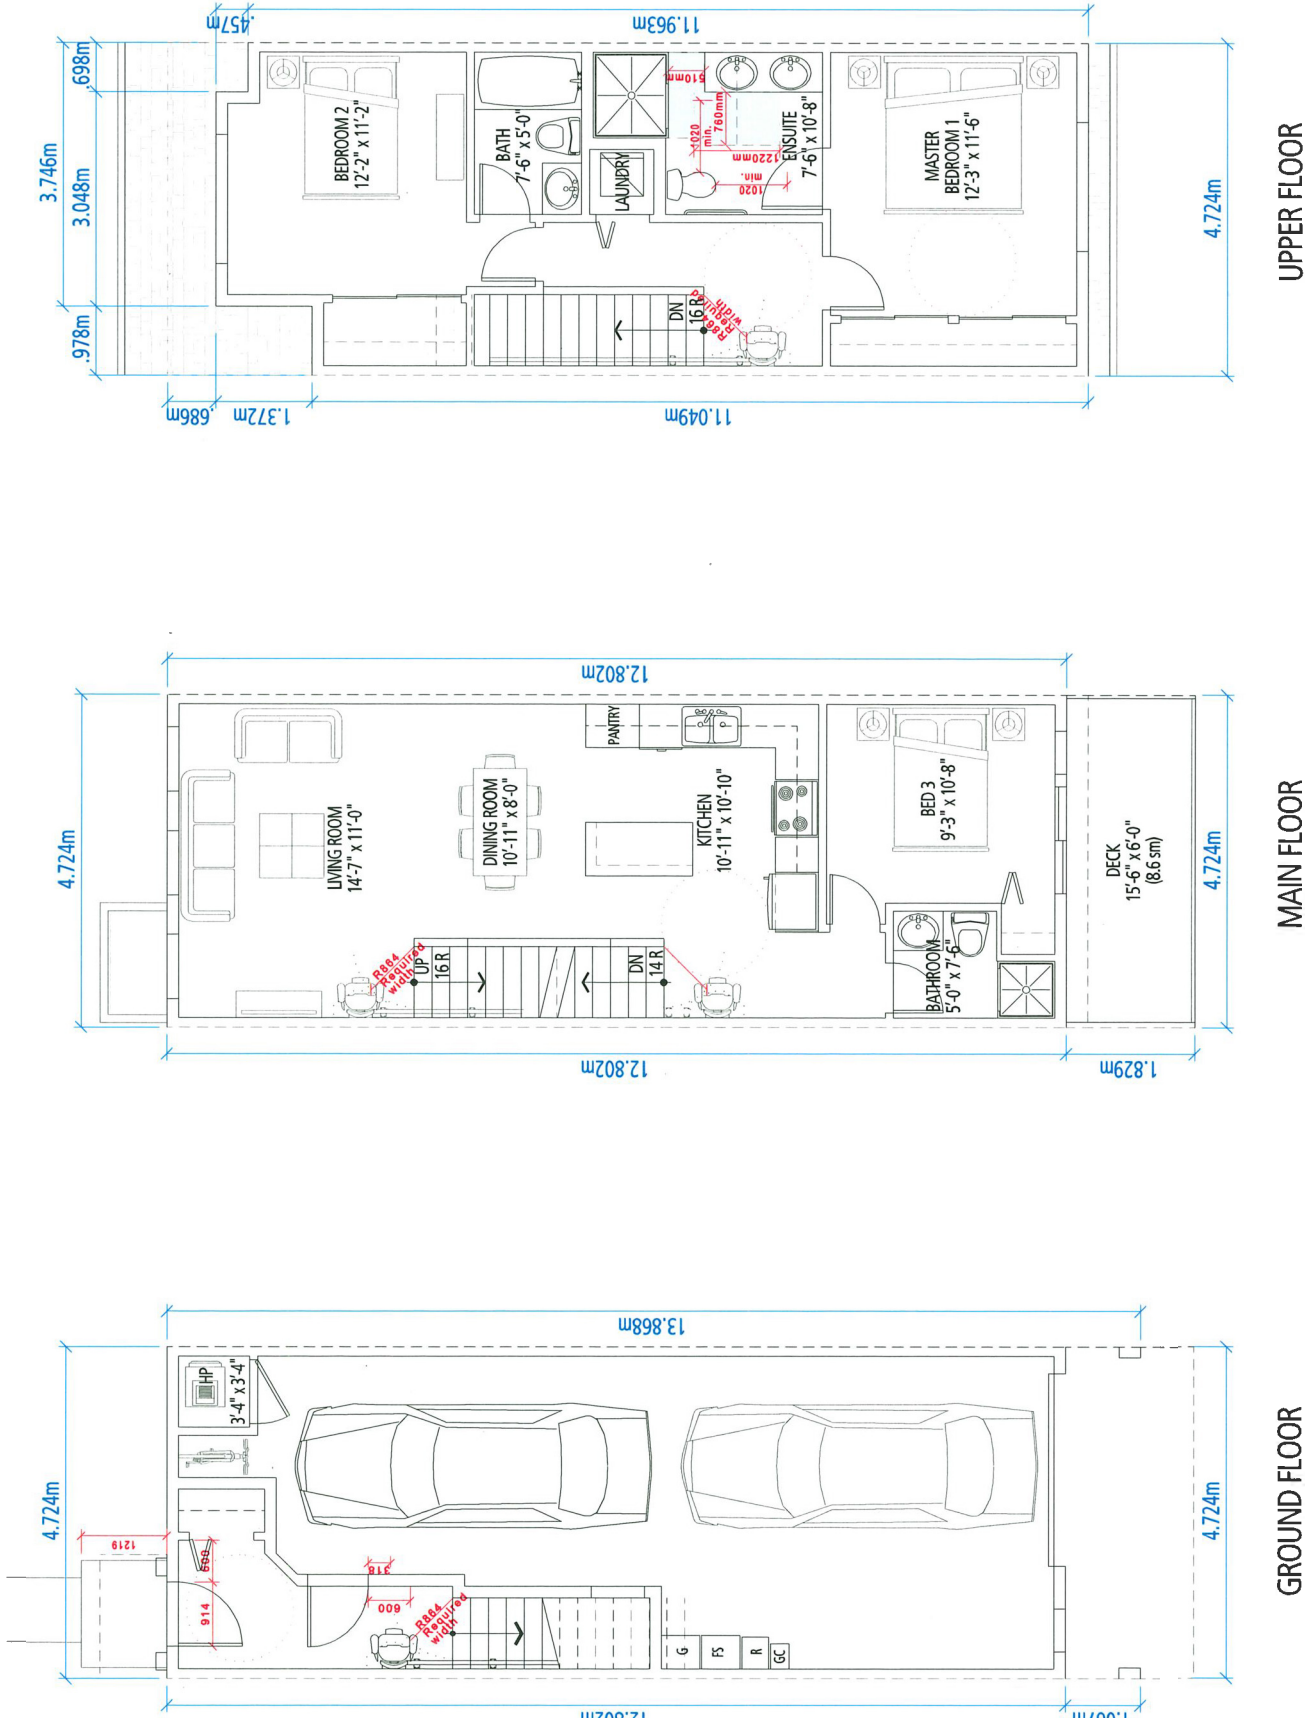 .457m
11.963m
.698m
3.746m
3.048m
.978m
BEDROOM 2
12'-2" x 11'-2"
BATH
7'-6" x 5'-0"
LAUNDRY
510mm
1020
min.
760mm
1220mm
min.
1020
ENSUITE
7'-6" x 10'-8"
MASTER
BEDROOM 1
12'-3" x 11'-6"
DN
16 R
R864
Required
width
4.724m
.686m
1.372m
11.049m
UPPER FLOOR
12.802m
4.724m
LIVING ROOM
14'-7" x 11'-0"
DINING ROOM
10'-11" x 8'-0"
PANTRY
KITCHEN
10'-11" x 10'-10"
BED 3
9'-3" x 10'-8"
DECK
15'-6" x 6'-0"
(8.6 sm)
4.724m
R864
Required
width
UP
16 R
DN
14 R
BATHROOM
5'-0" x 7'-6"
12.802m
1.829m
MAIN FLOOR
13.868m
4.724m
HP
3'-4" x 3'-4"
1219
600
914
318
600
R864
Required
width
G
FS
R
GC
4.724m
12.802m
1.067m
GROUND FLOOR